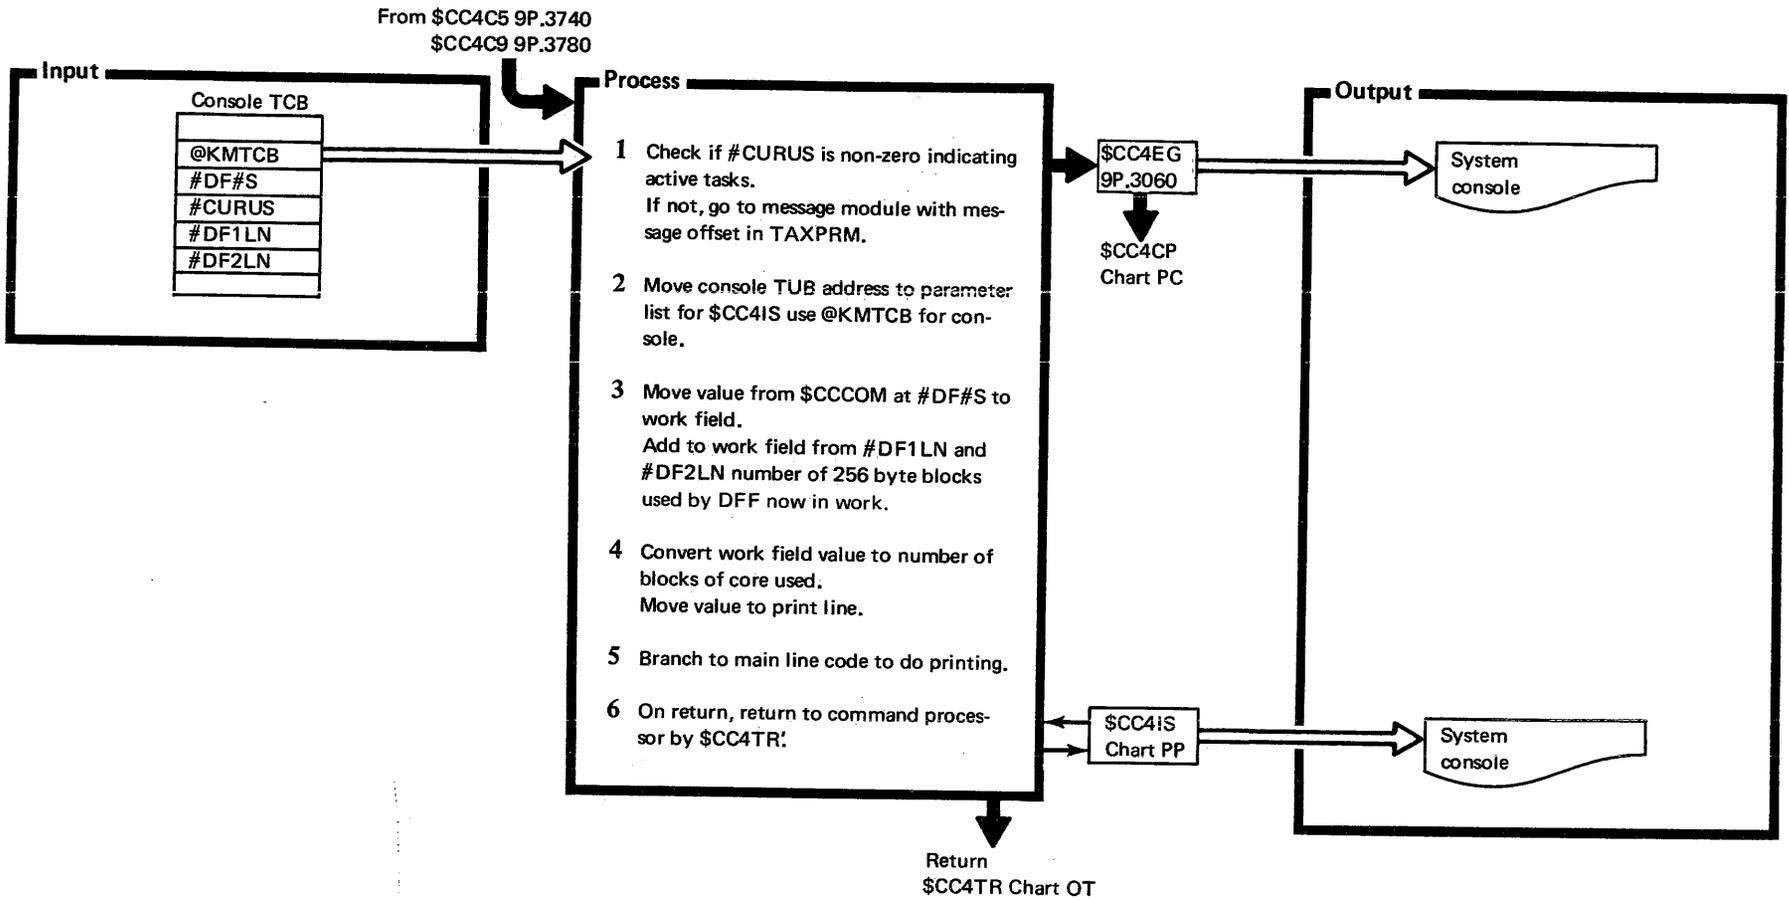 From $CC4C5 9P.3740
$CC4C9 9P.3780
Input
Console TCB
@KMTCB
#DF#S
#CURUS
#DF1LN
#DF2LN
Process
1 Check if #CURUS is non-zero indicating
active tasks.
If not, go to message module with mes-
sage offset in TAXPRM.
2 Move console TUB address to parameter
list for $CC4IS use @KMTCB for con-
sole.
3 Move value from $CCCOM at #DF#S to
work field.
Add to work field from #DF1LN and
#DF2LN number of 256 byte blocks
used by DFF now in work.
4 Convert work field value to number of
blocks of core used.
Move value to print line.
5 Branch to main line code to do printing.
6 On return, return to command proces-
sor by $CC4TR.
$CC4EG
9P.3060
$CC4CP
Chart PC
$CC4IS
Chart PP
Return
$CC4TR Chart OT
Output
System
console
System
console